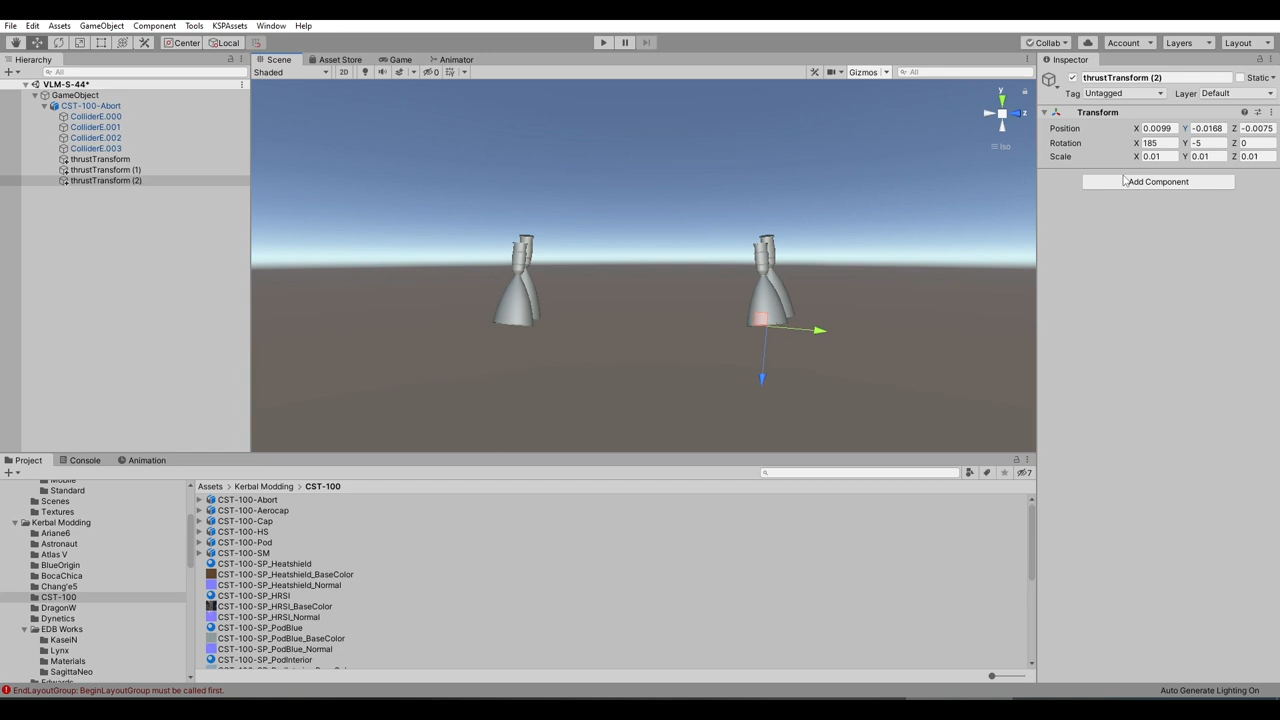 File Edit Assets GameObject Component Tools KSPAssets Window Help
Center Local Collab Account Layers Layout
Hierarchy Scene Asset Store Game Animator Inspector
All Shaded 2D 0 Gizmos All thrustTransform (2) Static
VLM-S-44* Tag Untagged Layer Default
GameObject
CST-100-Abort
Transform
ColliderE.000
ColliderE.001
ColliderE.002
ColliderE.003
thrustTransform
thrustTransform (1)
thrustTransform (2)
y
z
Iso
Position X 0.0099 Y -0.0168 Z -0.0075
Rotation X 185 Y -5 Z 0
Scale X 0.01 Y 0.01 Z 0.01
Add Component
Project Console Animation
7
Standard
Scenes
Textures
Kerbal Modding
Ariane6
Astronaut
Atlas V
BlueOrigin
BocaChica
Chang'e5
CST-100
DragonW
Dynetics
EDB Works
KaseiN
Lynx
Materials
SagittaNeo
Assets Kerbal Modding CST-100
CST-100-Abort
CST-100-Aerocap
CST-100-Cap
CST-100-HS
CST-100-Pod
CST-100-SM
CST-100-SP_Heatshield
CST-100-SP_Heatshield_BaseColor
CST-100-SP_Heatshield_Normal
CST-100-SP_HRSI
CST-100-SP_HRSI_BaseColor
CST-100-SP_HRSI_Normal
CST-100-SP_PodBlue
CST-100-SP_PodBlue_BaseColor
CST-100-SP_PodBlue_Normal
CST-100-SP_PodInterior
EndLayoutGroup: BeginLayoutGroup must be called first. Auto Generate Lighting On